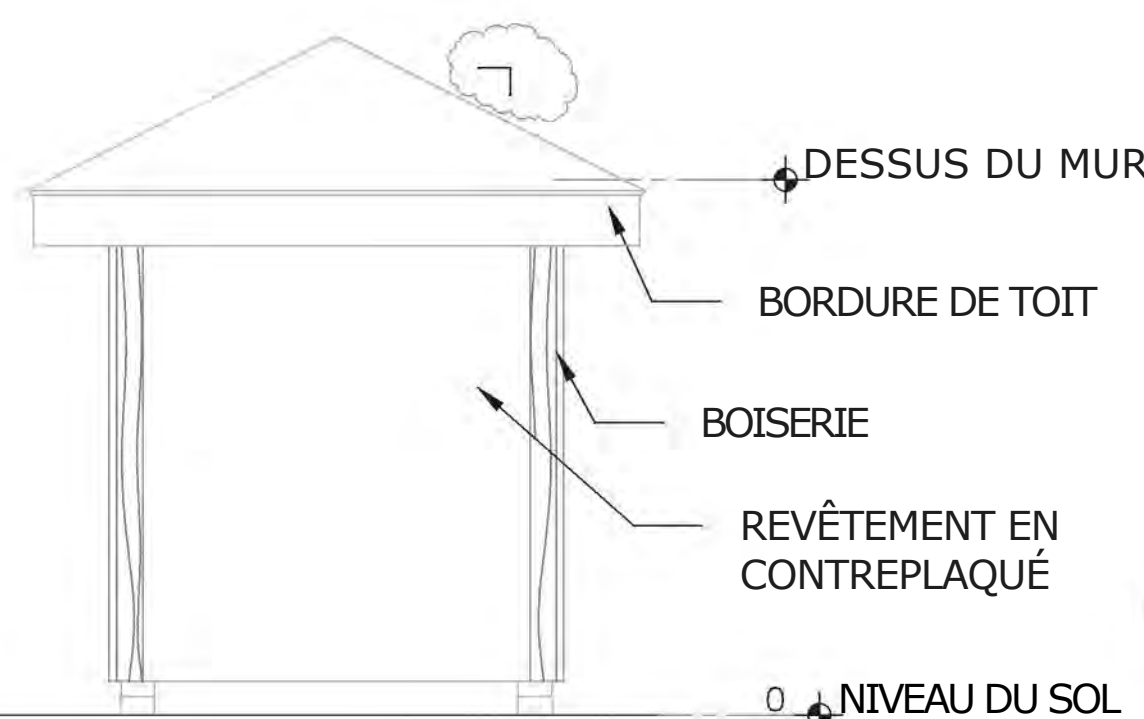 DESSUS DU MUR
BORDURE DE TOIT
BOISERIE
REVÊTEMENT EN
CONTREPLAQUÉ
0 NIVEAU DU SOL